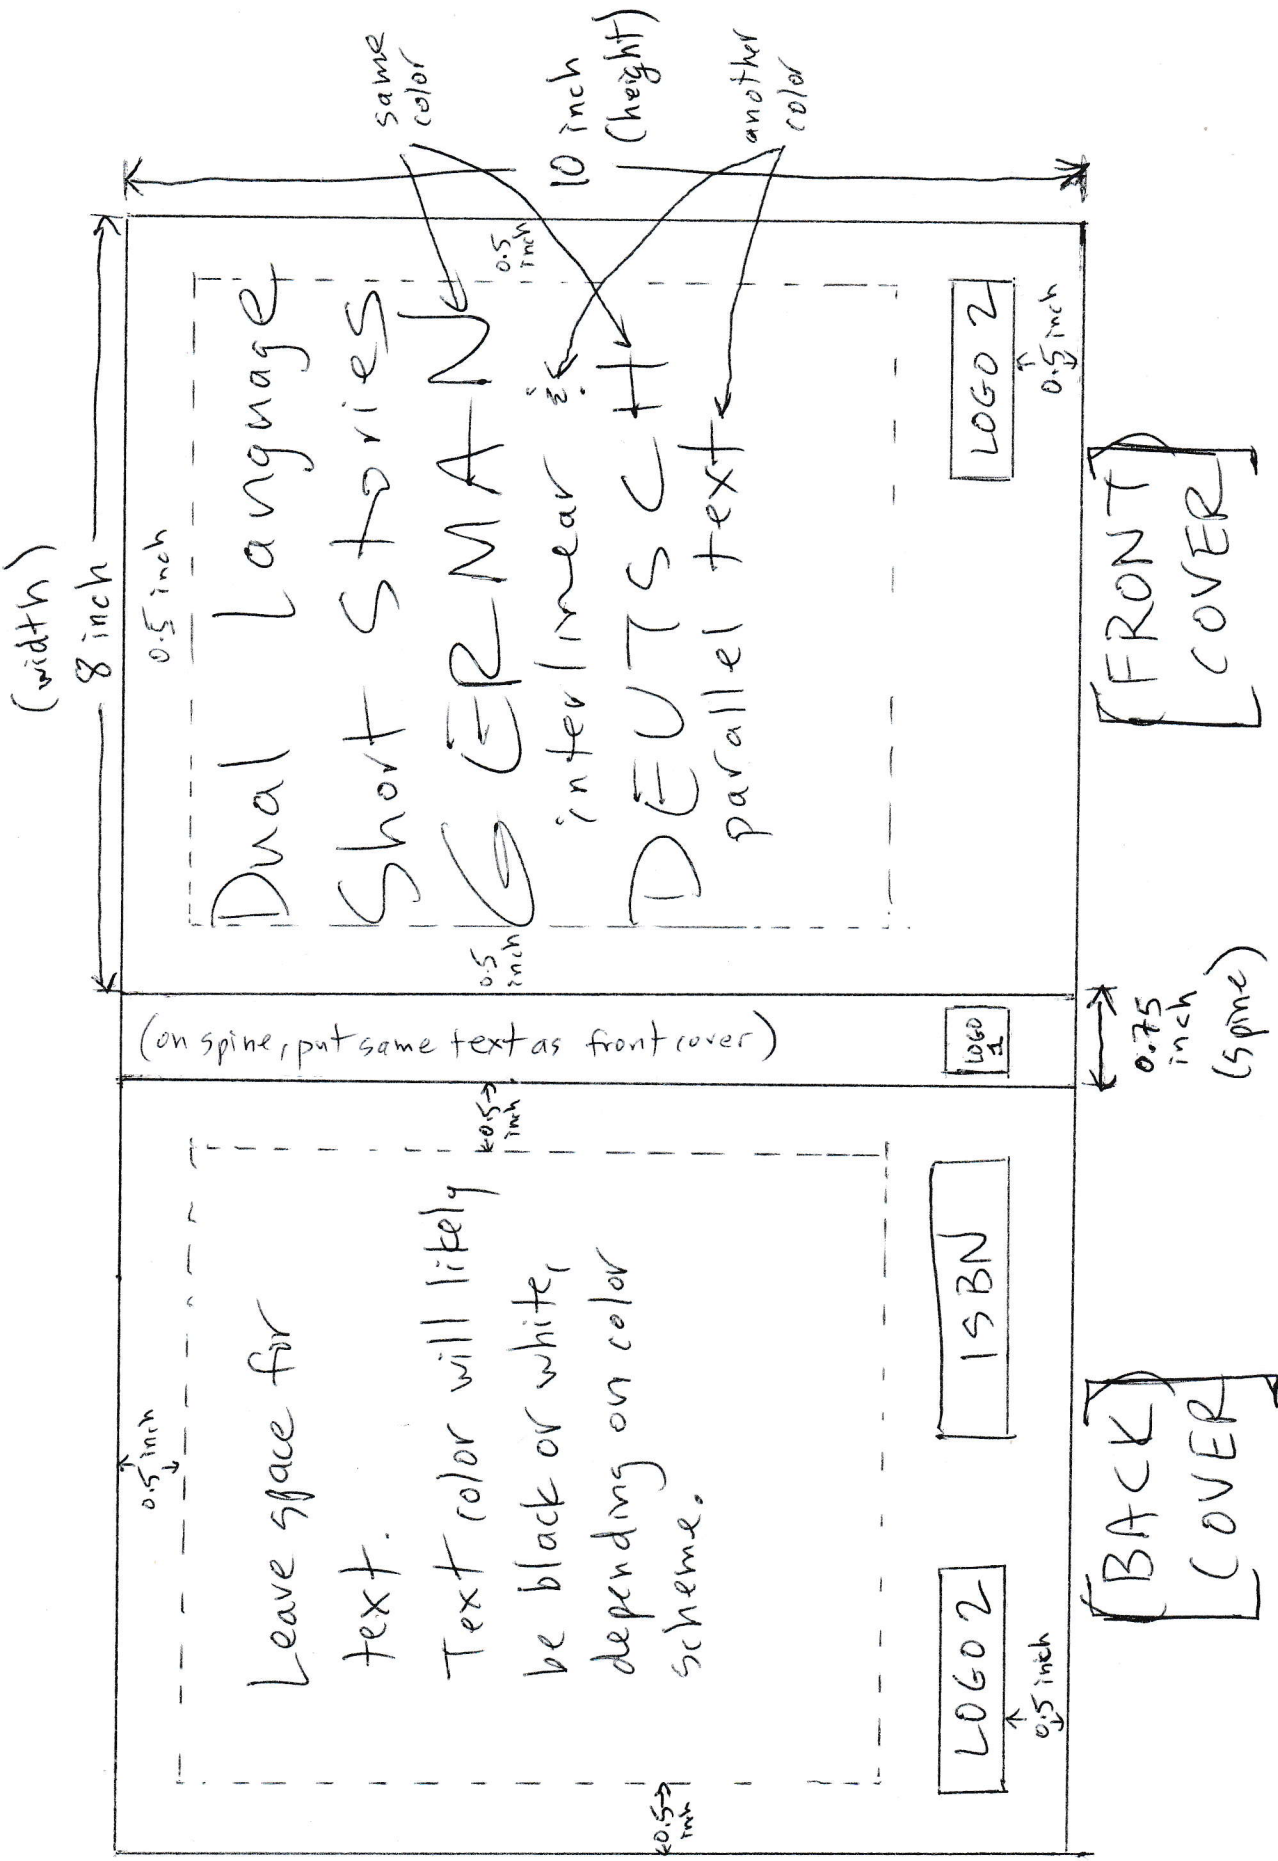 (width)
8 inch
0.5 inch
Dual Language
Short Stories
GERMAN
interlinear &
DEUTSCH
parallel text
0.5
inch
0.5
inch
LOGO 2
0.5 inch
same
color
10 inch
(height)
another
color
[FRONT
COVER]
(on spine, put same text as front cover)
LOGO
1
0.75
inch
(spine)
0.5 inch
Leave space for
text.
Text color will likely
be black or white,
depending on color
scheme.
0.5
inch
0.5
inch
LOGO 2
0.5 inch
ISBN
[BACK
COVER]